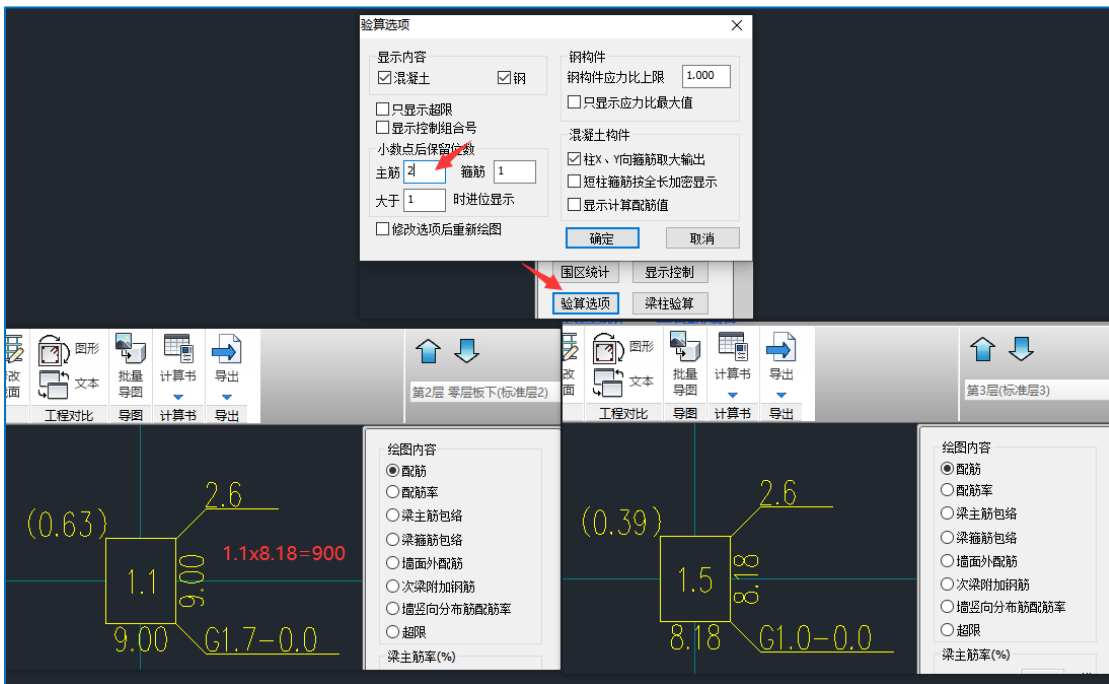 验算选项
显示内容
混凝土 钢
只显示超限
显示控制组合号
小数点后保留位数
主筋 2 箍筋 1
大于 1 时进位显示
修改选项后重新绘图
钢构件
钢构件应力比上限 1.000
只显示应力比最大值
混凝土构件
柱X、Y向箍筋取大输出
短柱箍筋按全长加密显示
显示计算配筋值
确定 取消
围区统计 显示控制
验算选项 梁柱验算
改 图形 批量 计算书 导出
面 文本 导图
工程对比 导图 计算书 导出
第2层 零层板下(标准层2)
(0.63)
2.6
1.1
9.00
1.1x8.18=900
9.00
G1.7-0.0
绘图内容
配筋
配筋率
梁主筋包络
梁箍筋包络
墙面外配筋
次梁附加钢筋
墙竖向分布筋配筋率
超限
梁主筋率(%)
改 图形 批量 计算书 导出
面 文本 导图
工程对比 导图 计算书 导出
第3层(标准层3)
(0.39)
2.6
1.5
8.18
8.18
G1.0-0.0
绘图内容
配筋
配筋率
梁主筋包络
梁箍筋包络
墙面外配筋
次梁附加钢筋
墙竖向分布筋配筋率
超限
梁主筋率(%)